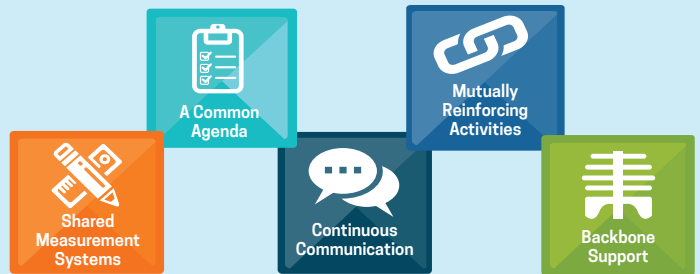 A Common
Agenda
Mutually
Reinforcing
Activities
Shared
Measurement
Systems
Continuous
Communication
Backbone
Support